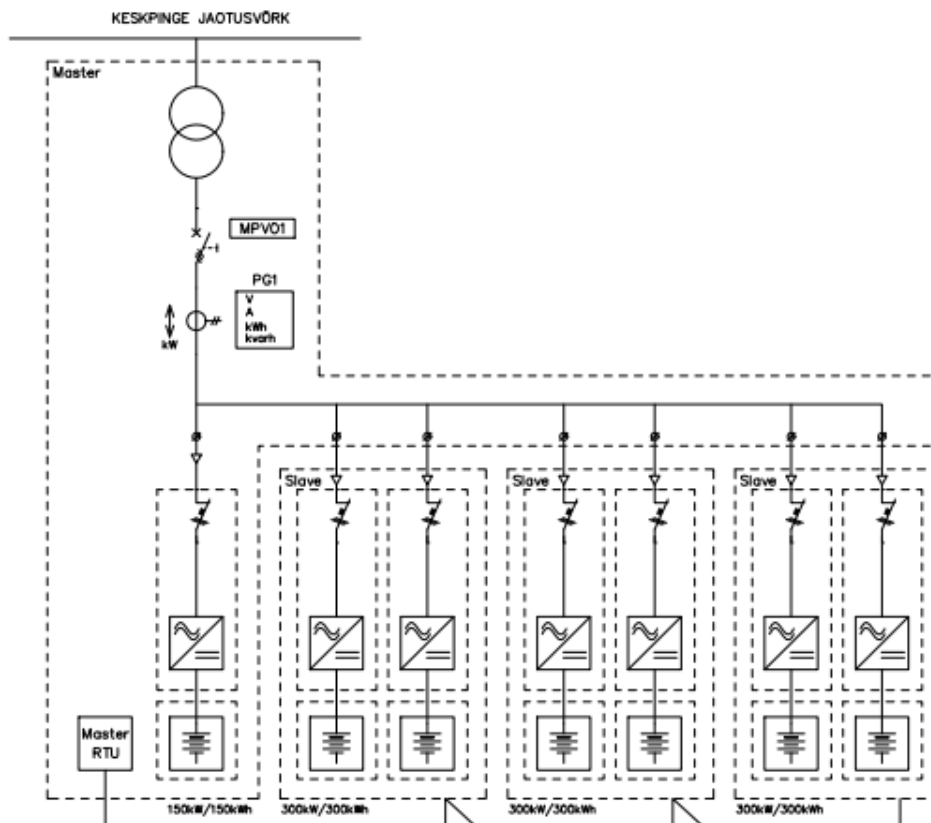 KESKPINGE JAOTUSVÕRK
Master
MPV01
PG1
V
A
kWh
kvarh
kW
Slave
Slave
Slave
Master
RTU
150kW/150kWh
300kW/300kWh
300kW/300kWh
300kW/300kWh